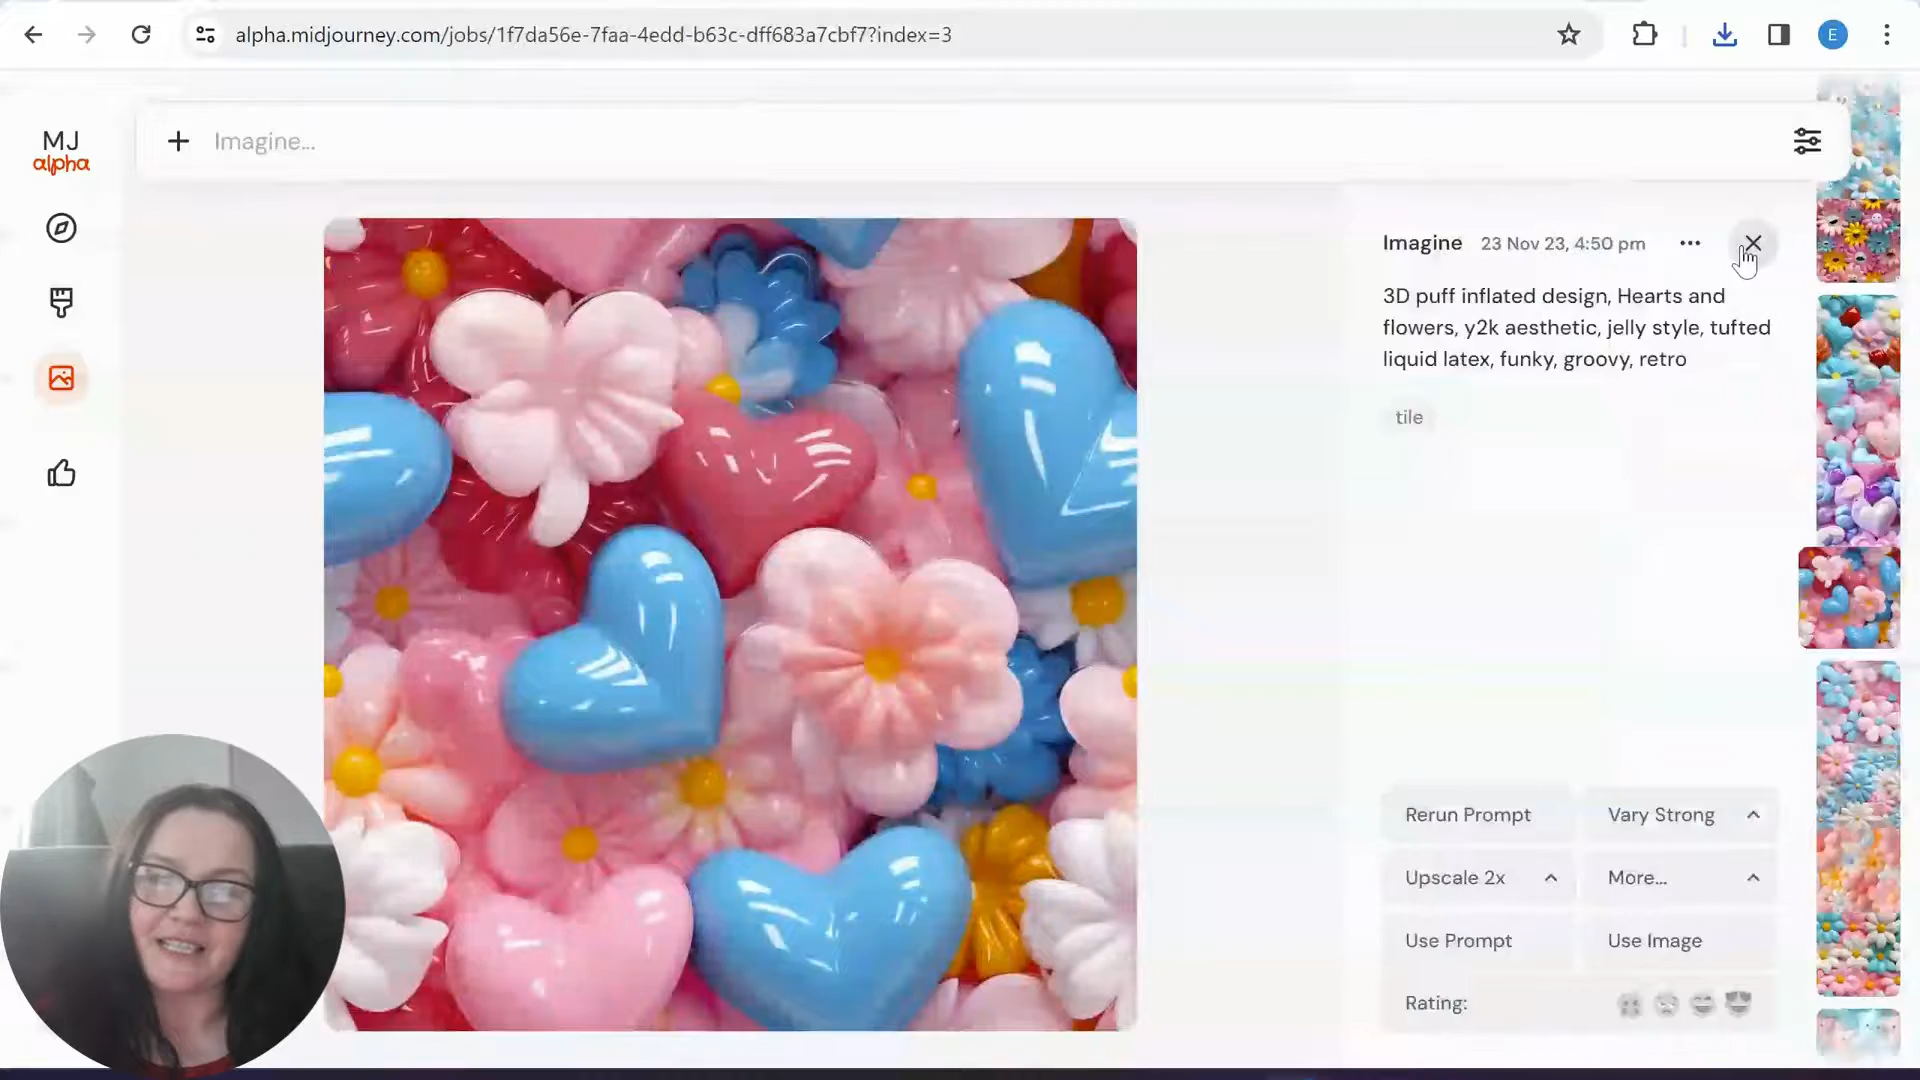 alpha.midjourney.com/jobs/1f7da56e-7faa-4edd-b63c-dff683a7cbf7?index=3
E
MJ
alpha
Imagine...
Imagine 23 Nov 23, 4:50 pm
3D puff inflated design, Hearts and
flowers, y2k aesthetic, jelly style, tufted
liquid latex, funky, groovy, retro
tile
Rerun Prompt
Vary Strong
Upscale 2x
More...
Use Prompt
Use Image
Rating: